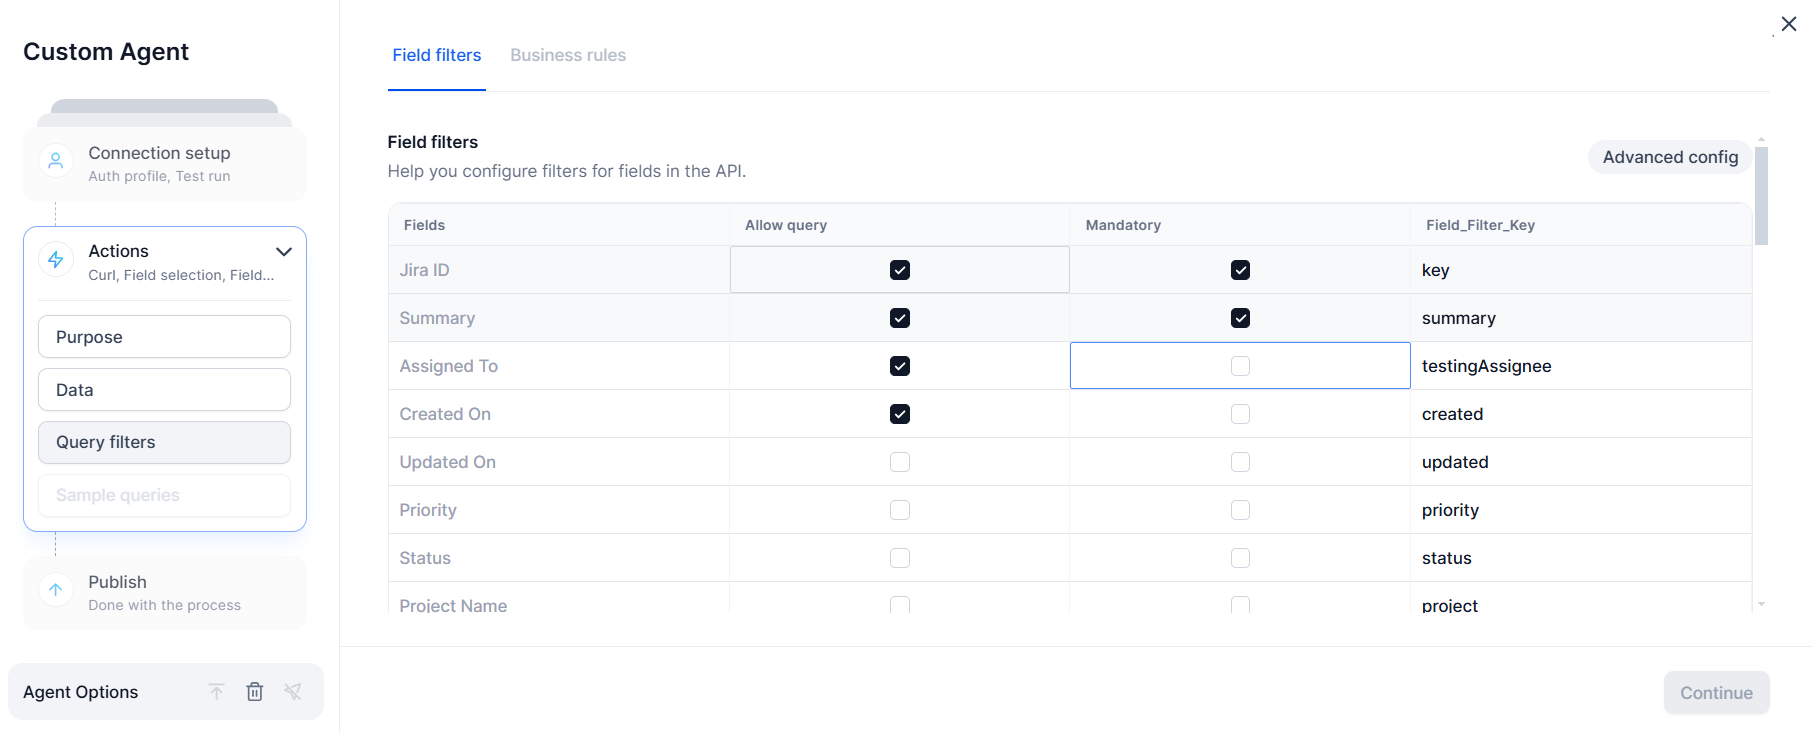 Custom Agent
Connection setup
Auth profile, Test run
Actions
Curl, Field selection, Field...
Purpose
Data
Query filters
Sample queries
Publish
Done with the process
Agent Options
Field filters
Business rules
Field filters
Help you configure filters for fields in the API.
Advanced config
Fields Allow query Mandatory Field_Filter_Key
Jira ID key
Summary summary
Assigned To testingAssignee
Created On created
Updated On updated
Priority priority
Status status
Project Name project
Continue